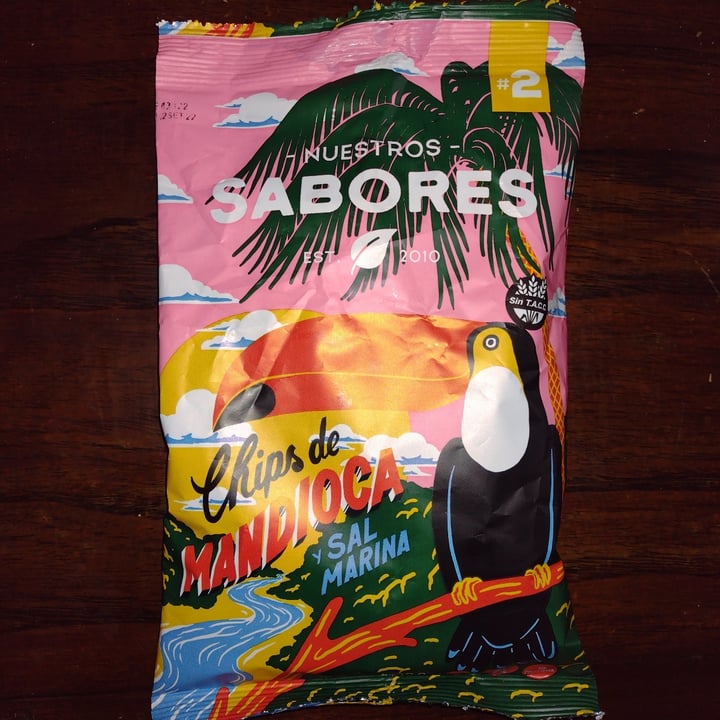 #2
- NUESTROS -
SABORES
EST 2010
Sin T.A.C.C.
Chips de
MANDIOCA
Y SAL
MARINA